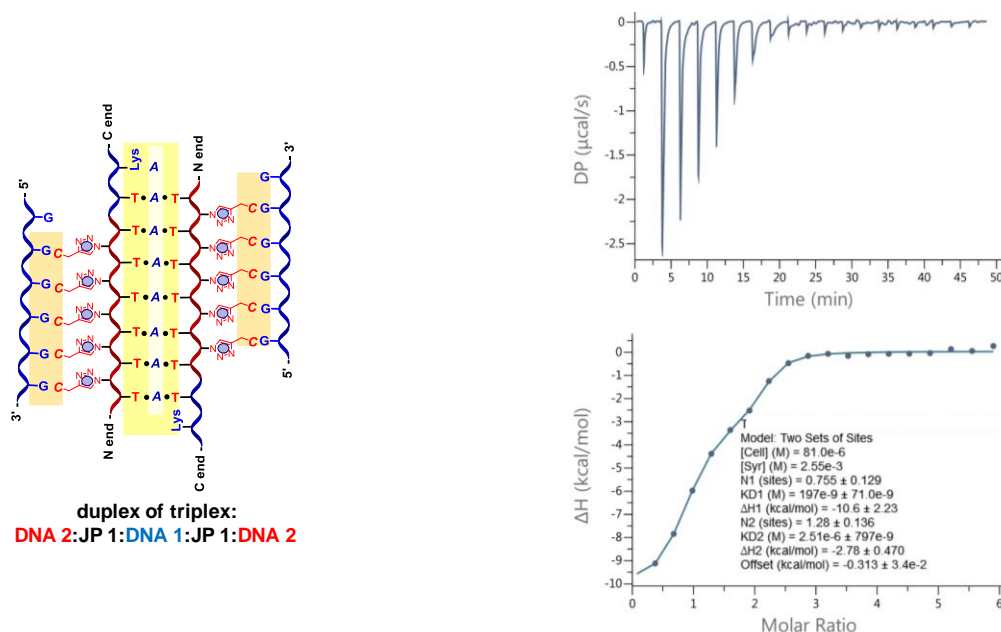 C end
Lys A
N end
3'
5'
G
G
T•A•T
N N=N C G
G C N=N N
T•A•T
N N=N C G
G C N=N N
T•A•T
N N=N C G
G C N=N N
T•A•T
N N=N C G
G C N=N N
T•A•T
N N=N C G
G C N=N N
T•A•T
T•A•T
3'
5'
N end
Lys
C end
duplex of triplex:
DNA 2:JP 1:DNA 1:JP 1:DNA 2
0
-0.5
-1
-1.5
-2
-2.5
DP (µcal/s)
0 5 10 15 20 25 30 35 40 45 50
Time (min)
0
-1
-2
-3
-4
-5
-6
-7
-8
-9
-10
ΔH (kcal/mol)
Model: Two Sets of Sites
[Cell] (M) = 81.0e-6
[Syr] (M) = 2.55e-3
N1 (sites) = 0.755 ± 0.129
KD1 (M) = 197e-9 ± 71.0e-9
ΔH1 (kcal/mol) = -10.6 ± 2.23
N2 (sites) = 1.28 ± 0.136
KD2 (M) = 2.51e-6 ± 797e-9
ΔH2 (kcal/mol) = -2.78 ± 0.470
Offset (kcal/mol) = -0.313 ± 3.4e-2
0 1 2 3 4 5 6
Molar Ratio